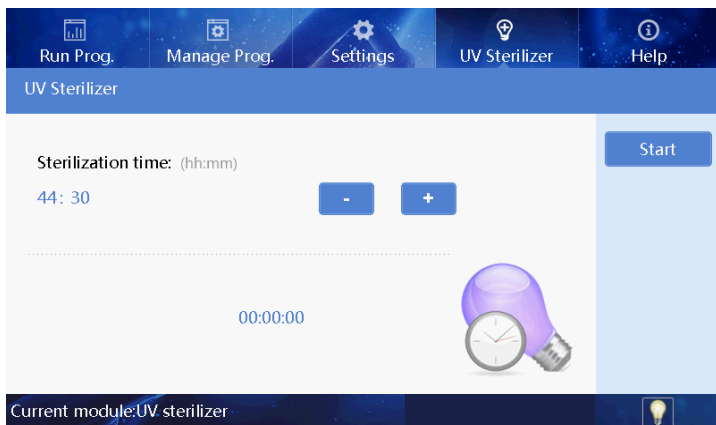 Run Prog. Manage Prog. Settings UV Sterilizer Help
UV Sterilizer
Sterilization time: (hh:mm)
Start
44: 30
- +
00:00:00
Current module:UV sterilizer